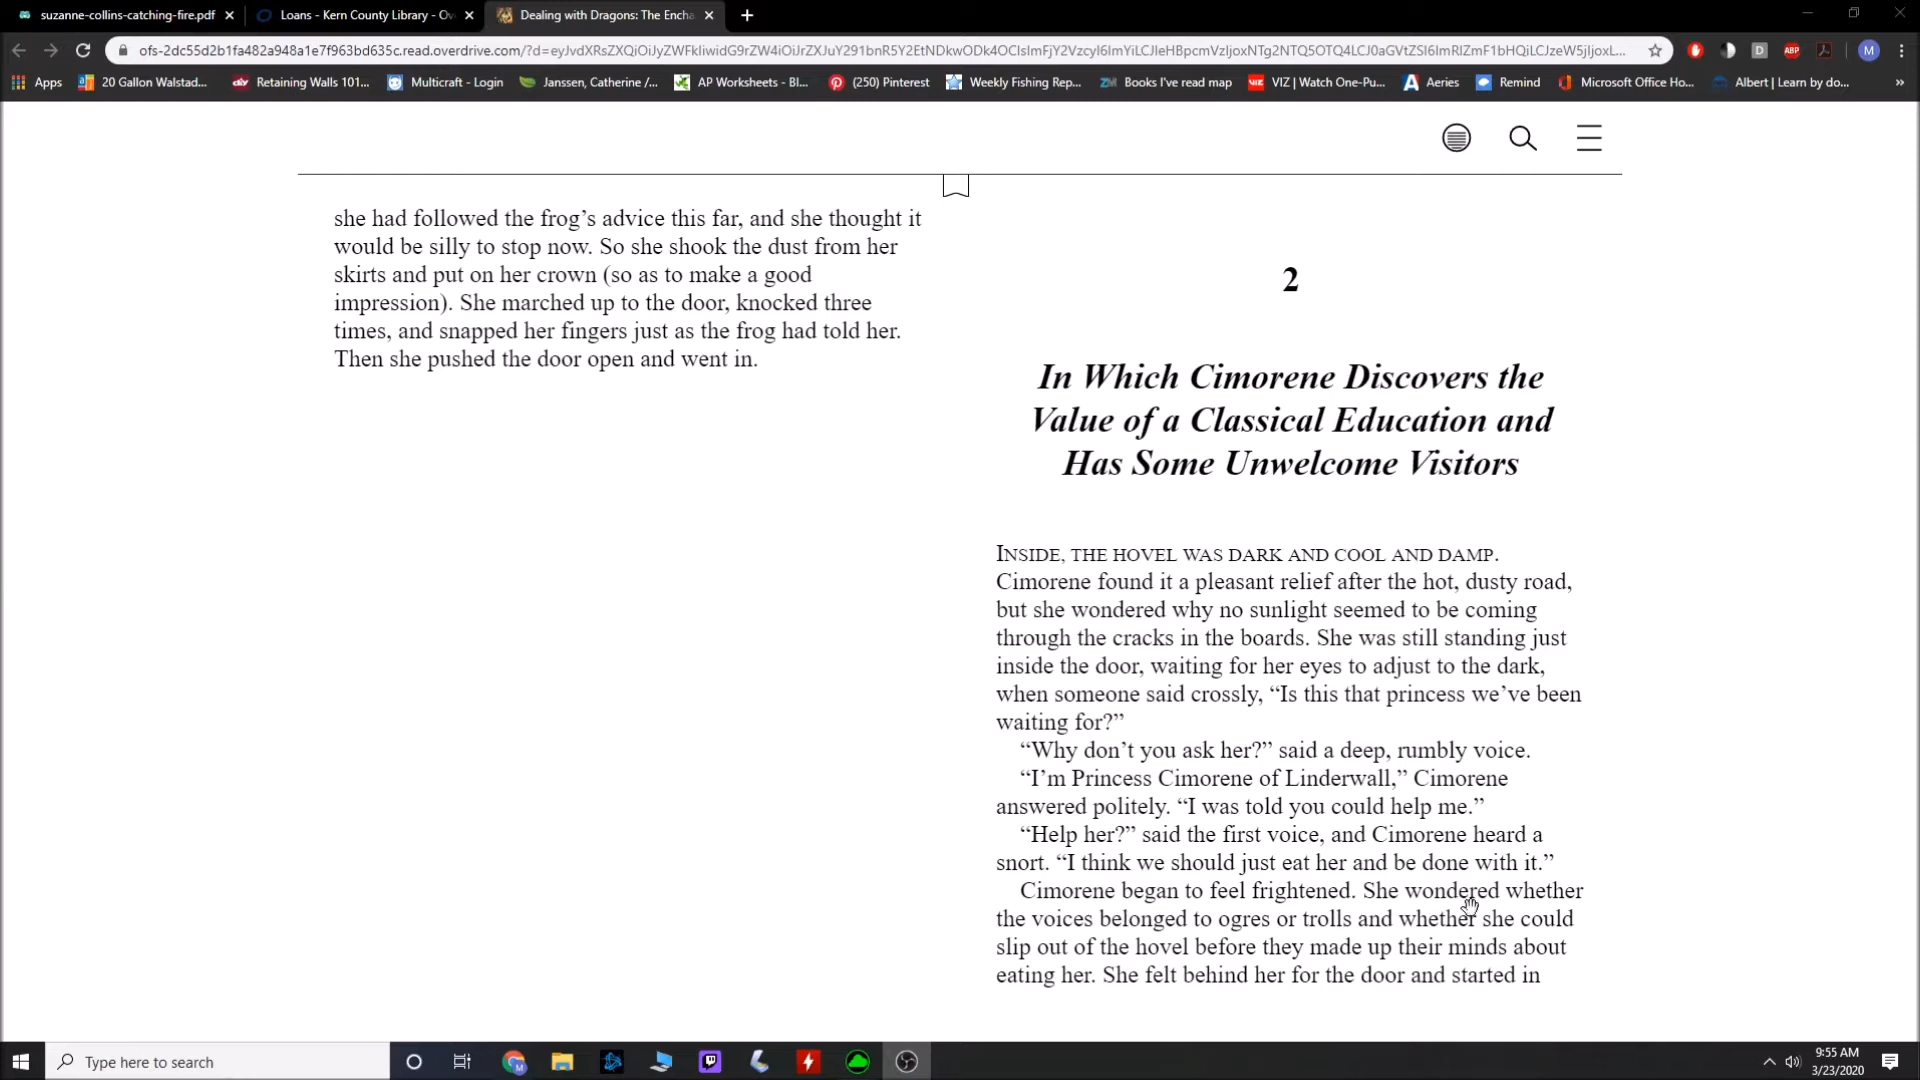 suzanne-collins-catching-fire.pdf
Loans - Kern County Library - Ov
Dealing with Dragons: The Encha
ofs-2dc55d2b1fa482a948a1e7f963bd635c.read.overdrive.com/?d=
Apps
20 Gallon Walstad...
Retaining Walls 101...
Multicraft - Login
Janssen, Catherine /...
AP Worksheets - Bl...
(250) Pinterest
Weekly Fishing Rep...
Books I've read map
VIZ | Watch One-Pu...
Aeries
Remind
Microsoft Office Ho...
Albert | Learn by do...
she had followed the frog’s advice this far, and she thought it
would be silly to stop now. So she shook the dust from her
skirts and put on her crown (so as to make a good
impression). She marched up to the door, knocked three
times, and snapped her fingers just as the frog had told her.
Then she pushed the door open and went in.
2
In Which Cimorene Discovers the
Value of a Classical Education and
Has Some Unwelcome Visitors
INSIDE, THE HOVEL WAS DARK AND COOL AND DAMP.
Cimorene found it a pleasant relief after the hot, dusty road,
but she wondered why no sunlight seemed to be coming
through the cracks in the boards. She was still standing just
inside the door, waiting for her eyes to adjust to the dark,
when someone said crossly, “Is this that princess we’ve been
waiting for?”
“Why don’t you ask her?” said a deep, rumbly voice.
“I’m Princess Cimorene of Linderwall,” Cimorene
answered politely. “I was told you could help me.”
“Help her?” said the first voice, and Cimorene heard a
snort. “I think we should just eat her and be done with it.”
Cimorene began to feel frightened. She wondered whether
the voices belonged to ogres or trolls and whether she could
slip out of the hovel before they made up their minds about
eating her. She felt behind her for the door and started in
Type here to search
9:55 AM
3/23/2020